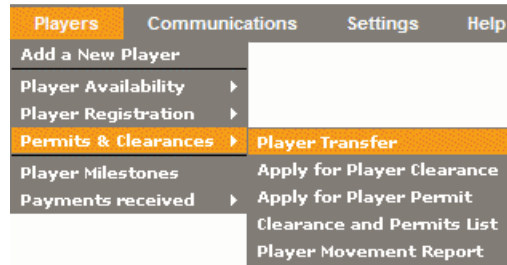 Players Communications Settings Help
Add a New Player
Player Availability
Player Registration
Permits & Clearances
Player Milestones
Payments received
Player Transfer
Apply for Player Clearance
Apply for Player Permit
Clearance and Permits List
Player Movement Report